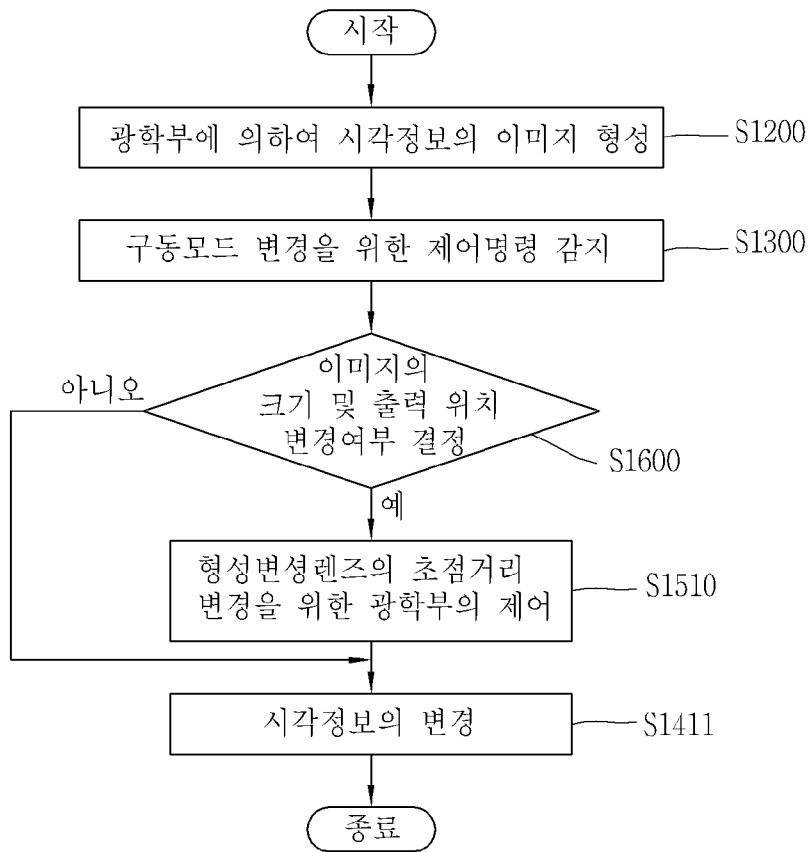 시작
광학부에 의하여 시각정보의 이미지 형성
S1200
구동모드 변경을 위한 제어명령 감지
S1300
이미지의
크기 및 출력 위치
변경여부 결정
아니오
S1600
예
형성변셩렌즈의 초점거리
변경을 위한 광학부의 제어
S1510
시각정보의 변경
S1411
종료